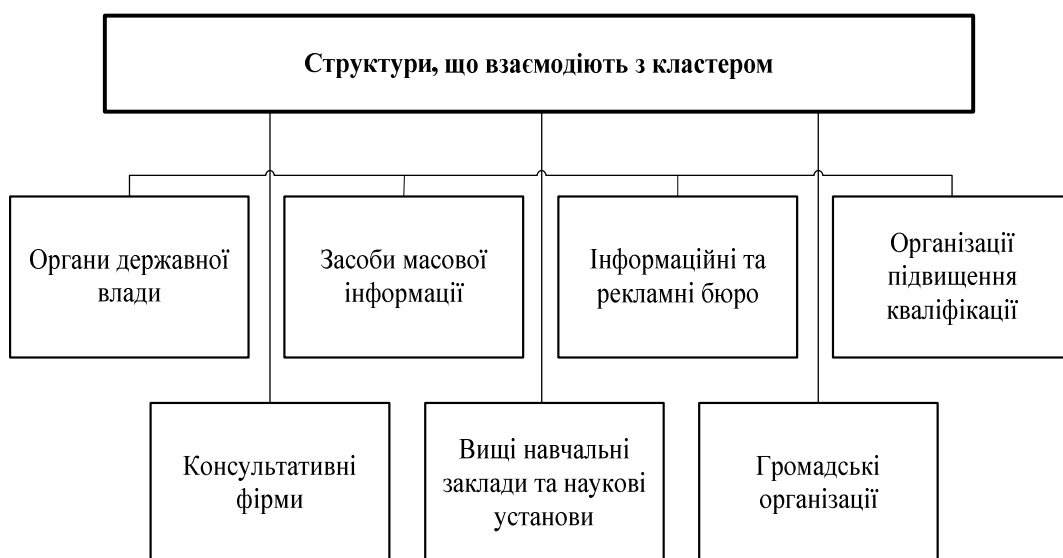 Структури, що взаємодіють з кластером
Органи державної
влади
Засоби масової
інформації
Інформаційні та
рекламні бюро
Організації
підвищення
кваліфікації
Консультативні
фірми
Вищі навчальні
заклади та наукові
установи
Громадські
організації